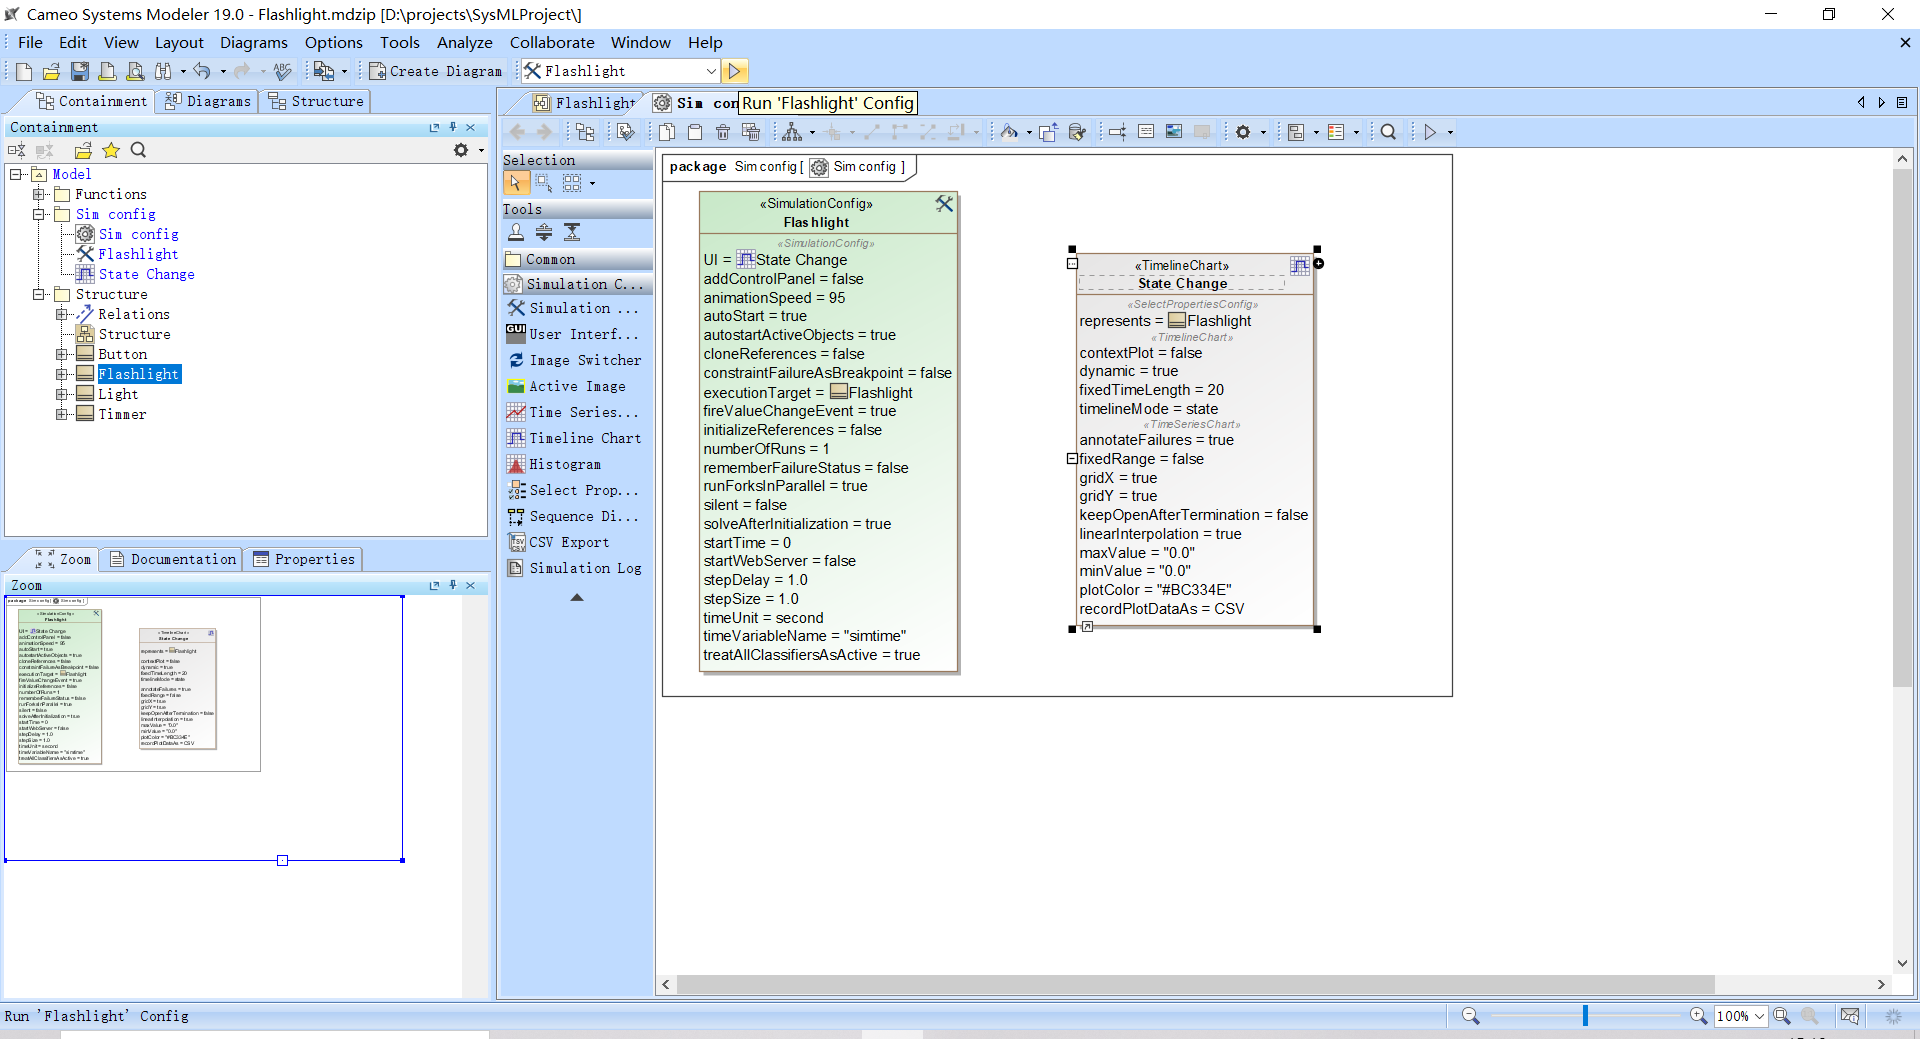 Cameo Systems Modeler 19.0 - Flashlight.mdzip [D:\projects\SysMLProject\]
File Edit View Layout Diagrams Options Tools Analyze Collaborate Window Help
Create Diagram Flashlight
Containment Diagrams Structure
Containment
Model
Functions
Sim config
Sim config
Flashlight
State Change
Structure
Relations
Structure
Button
Flashlight
Light
Timmer
Zoom Documentation Properties
Zoom
Flashlight Sim con
Run 'Flashlight' Config
Selection
Tools
Common
Simulation C...
Simulation ...
User Interf...
Image Switcher
Active Image
Time Series...
Timeline Chart
Histogram
Select Prop...
Sequence Di...
CSV Export
Simulation Log
package Sim config [ Sim config ]
«SimulationConfig»
Flashlight
«SimulationConfig»
UI = State Change
addControlPanel = false
animationSpeed = 95
autoStart = true
autostartActiveObjects = true
cloneReferences = false
constraintFailureAsBreakpoint = false
executionTarget = Flashlight
fireValueChangeEvent = true
initializeReferences = false
numberOfRuns = 1
rememberFailureStatus = false
runForksInParallel = true
silent = false
solveAfterInitialization = true
startTime = 0
startWebServer = false
stepDelay = 1.0
stepSize = 1.0
timeUnit = second
timeVariableName = "simtime"
treatAllClassifiersAsActive = true
«TimelineChart»
State Change
«SelectPropertiesConfig»
represents = Flashlight
«TimelineChart»
contextPlot = false
dynamic = true
fixedTimeLength = 20
timelineMode = state
«TimeSeriesChart»
annotateFailures = true
fixedRange = false
gridX = true
gridY = true
keepOpenAfterTermination = false
linearInterpolation = true
maxValue = "0.0"
minValue = "0.0"
plotColor = "#BC334E"
recordPlotDataAs = CSV
Run 'Flashlight' Config
100%